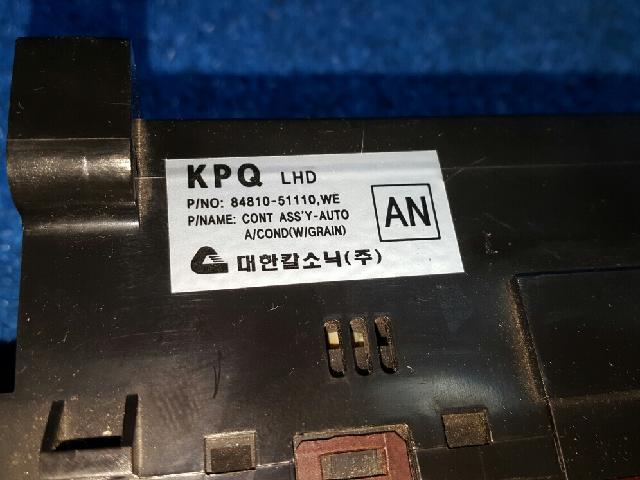 KPQ LHD
P/NO: 84810-51110,WE
P/NAME: CONT ASS'Y-AUTO
A/COND(W/GRAIN)
AN
대한칼소닉(주)